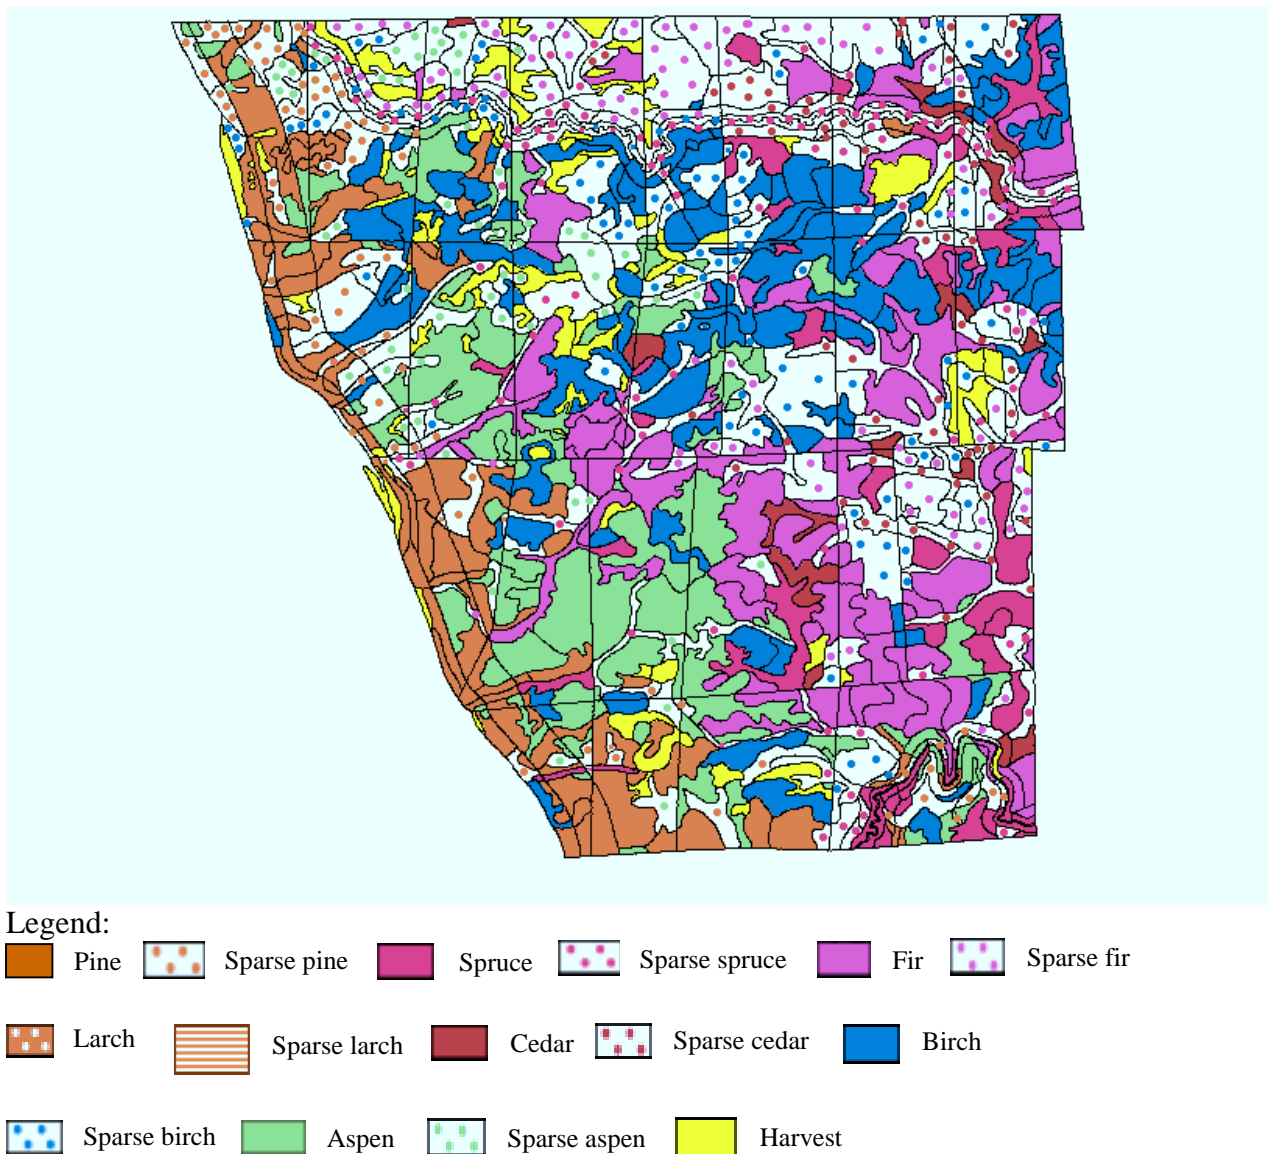 Legend:
Pine Sparse pine Spruce Sparse spruce Fir Sparse fir
Larch Sparse larch Cedar Sparse cedar Birch
Sparse birch Aspen Sparse aspen Harvest